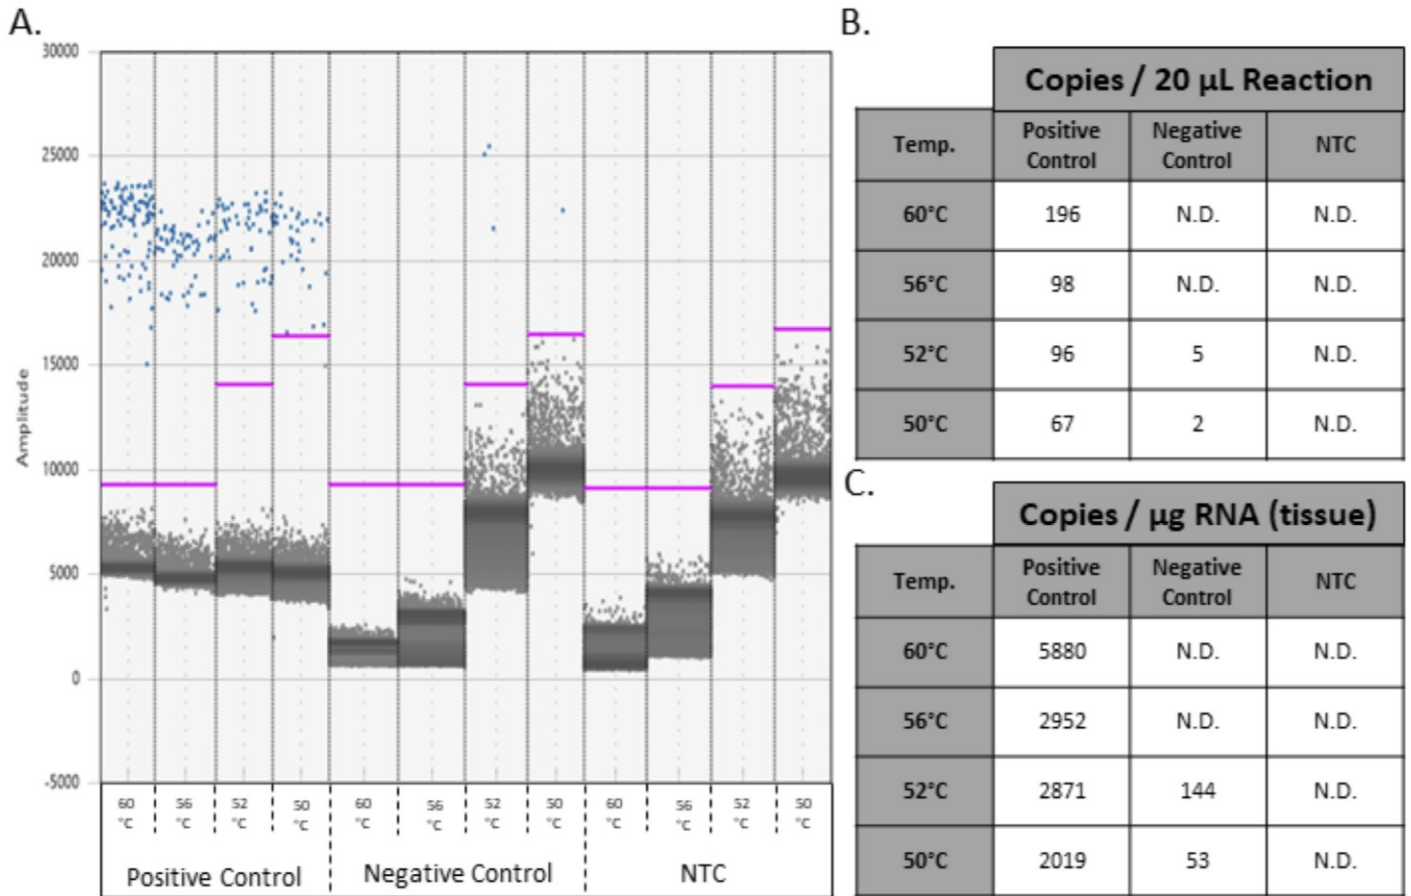 A.
30000
25000
20000
15000
10000
5000
0
-5000
Amplitude
60 °C
56 °C
52 °C
50 °C
60 °C
56 °C
52 °C
50 °C
60 °C
56 °C
52 °C
50 °C
Positive Control
Negative Control
NTC
B.
Copies / 20 µL Reaction
Temp. Positive Control Negative Control NTC
60°C 196 N.D. N.D.
56°C 98 N.D. N.D.
52°C 96 5 N.D.
50°C 67 2 N.D.
C.
Copies / µg RNA (tissue)
Temp. Positive Control Negative Control NTC
60°C 5880 N.D. N.D.
56°C 2952 N.D. N.D.
52°C 2871 144 N.D.
50°C 2019 53 N.D.